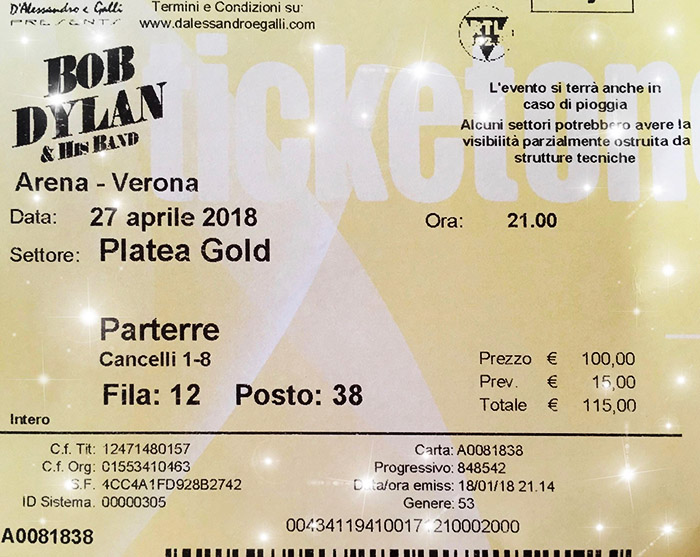 D'Alessandro e Galli
PRESENTS
Termini e Condizioni su:
www.dalessandroegalli.com
BOB
DYLAN
& HIS BAND
RTL
ticketone
L'evento si terrà anche in
caso di pioggia
Alcuni settori potrebbero avere la
visibilità parzialmente ostruita da
strutture tecniche
Arena - Verona
Data: 27 aprile 2018 Ora: 21.00
Settore: Platea Gold
Parterre
Cancelli 1-8
Fila: 12 Posto: 38
Prezzo € 100,00
Prev. € 15,00
Totale € 115,00
Intero
C.f. Tit: 12471480157
C.f. Org: 01553410463
S.F. 4CC4A1FD928B2742
ID Sistema. 00000305
Carta: A0081838
Progressivo: 848542
Data/ora emiss: 18/01/18 21.14
Genere: 53
00434119410017 210002000
A0081838